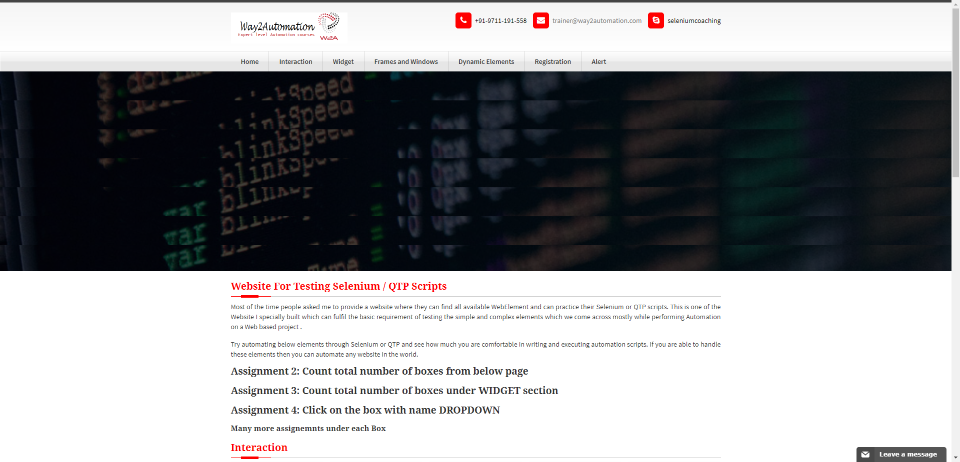 Way2Automation
Expert level Automation courses
W2A
+91-9711-191-558
trainer@way2automation.com
seleniumcoaching
Home
Interaction
Widget
Frames and Windows
Dynamic Elements
Registration
Alert
blinkSpeed
blinkSpeed
blinkSpeed
var blinkSpeed
var
Website For Testing Selenium / QTP Scripts
Most of the time people asked me to provide a website where they can find all available WebElement and can practice their Selenium or QTP scripts. This is one of the
Website I specially built which can fulfil the basic requirement of testing the simple and complex elements which we come across mostly while performing Automation
on a Web based project .
Try automating below elements through Selenium or QTP and see how much you are comfortable in writing and executing automation scripts. If you are able to handle
these elements then you can automate any website in the world.
Assignment 2: Count total number of boxes from below page
Assignment 3: Count total number of boxes under WIDGET section
Assignment 4: Click on the box with name DROPDOWN
Many more assignemnts under each Box
Interaction
Leave a message